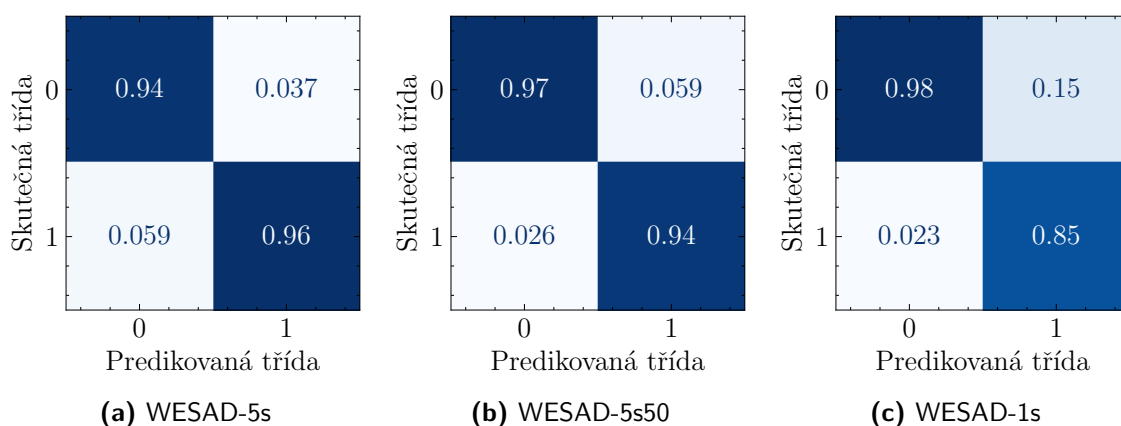 Skutečná třída
0
0.94
0.037
1
0.059
0.96
0
1
Predikovaná třída
(a) WESAD-5s
Skutečná třída
0
0.97
0.059
1
0.026
0.94
0
1
Predikovaná třída
(b) WESAD-5s50
Skutečná třída
0
0.98
0.15
1
0.023
0.85
0
1
Predikovaná třída
(c) WESAD-1s